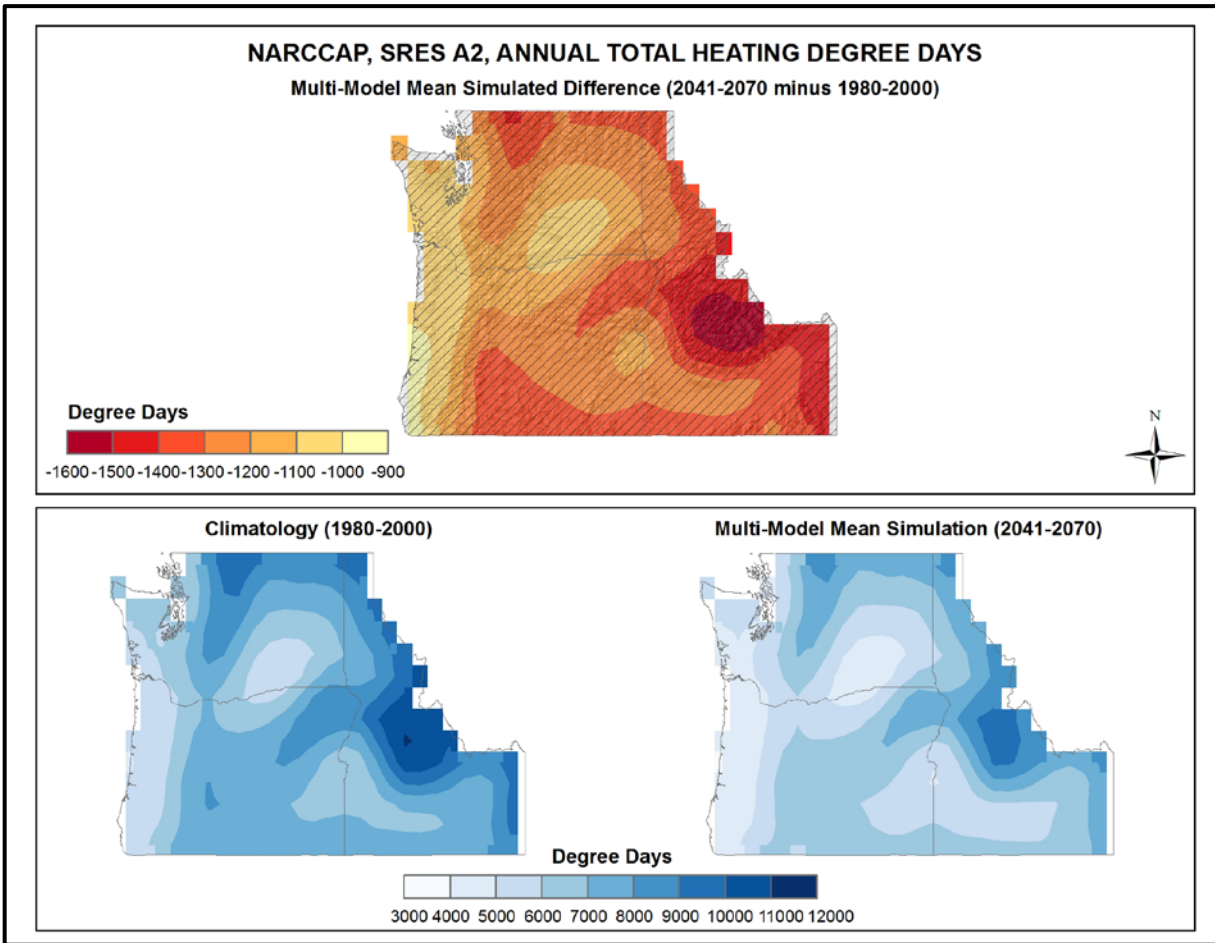 NARCCAP, SRES A2, ANNUAL TOTAL HEATING DEGREE DAYS
Multi-Model Mean Simulated Difference (2041-2070 minus 1980-2000)
Degree Days
-1600 -1500 -1400 -1300 -1200 -1100 -1000 -900
N
Climatology (1980-2000)
Multi-Model Mean Simulation (2041-2070)
Degree Days
3000 4000 5000 6000 7000 8000 9000 10000 11000 12000